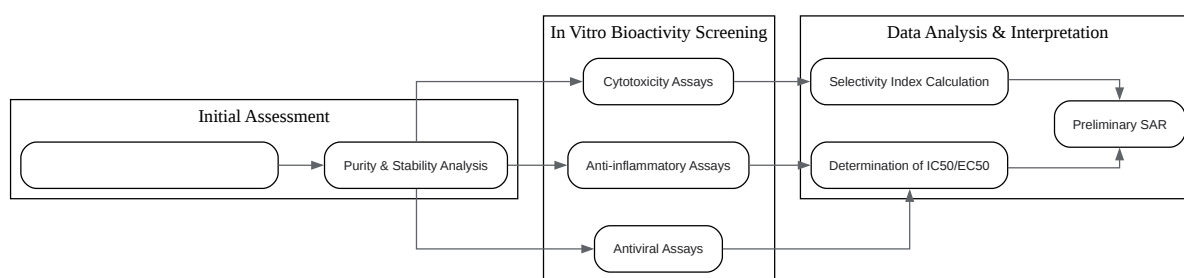 Initial Assessment
Purity & Stability Analysis
In Vitro Bioactivity Screening
Cytotoxicity Assays
Anti-inflammatory Assays
Antiviral Assays
Data Analysis & Interpretation
Selectivity Index Calculation
Determination of IC50/EC50
Preliminary SAR